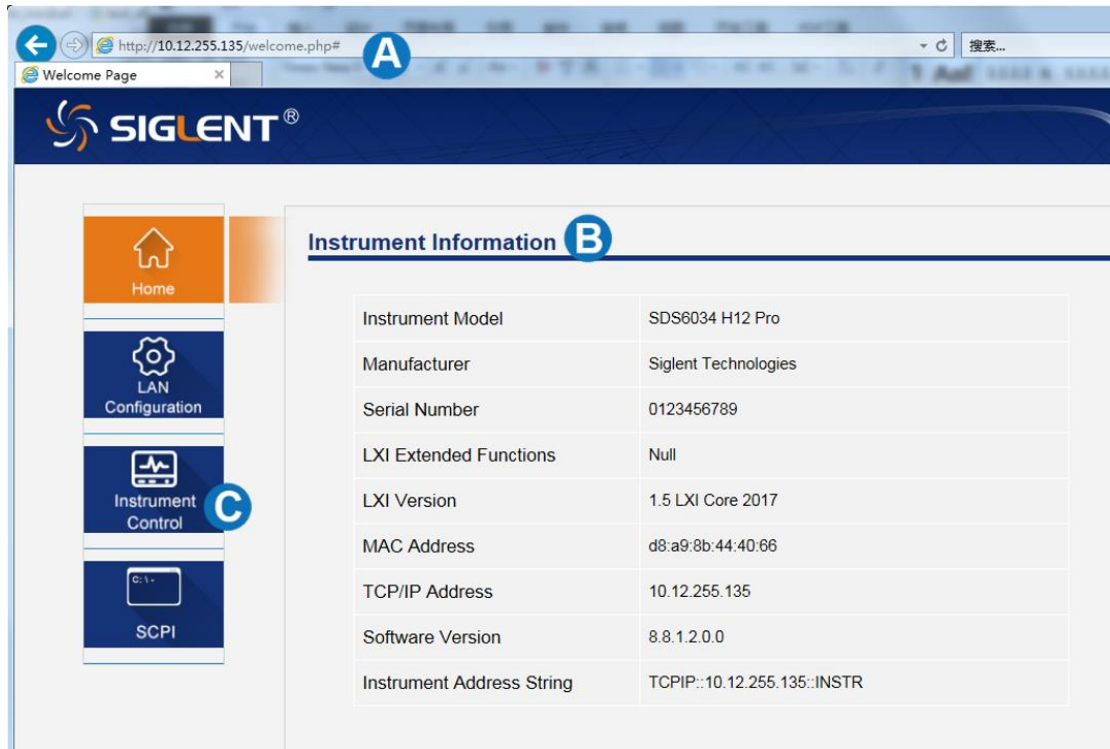 http://10.12.255.135/welcome.php#
A
搜索...
Welcome Page
SIGLENT®
Home
LAN
Configuration
Instrument
Control
C
SCPI
Instrument Information
B
Instrument Model SDS6034 H12 Pro
Manufacturer Siglent Technologies
Serial Number 0123456789
LXI Extended Functions Null
LXI Version 1.5 LXI Core 2017
MAC Address d8:a9:8b:44:40:66
TCP/IP Address 10.12.255.135
Software Version 8.8.1.2.0.0
Instrument Address String TCPIP::10.12.255.135::INSTR